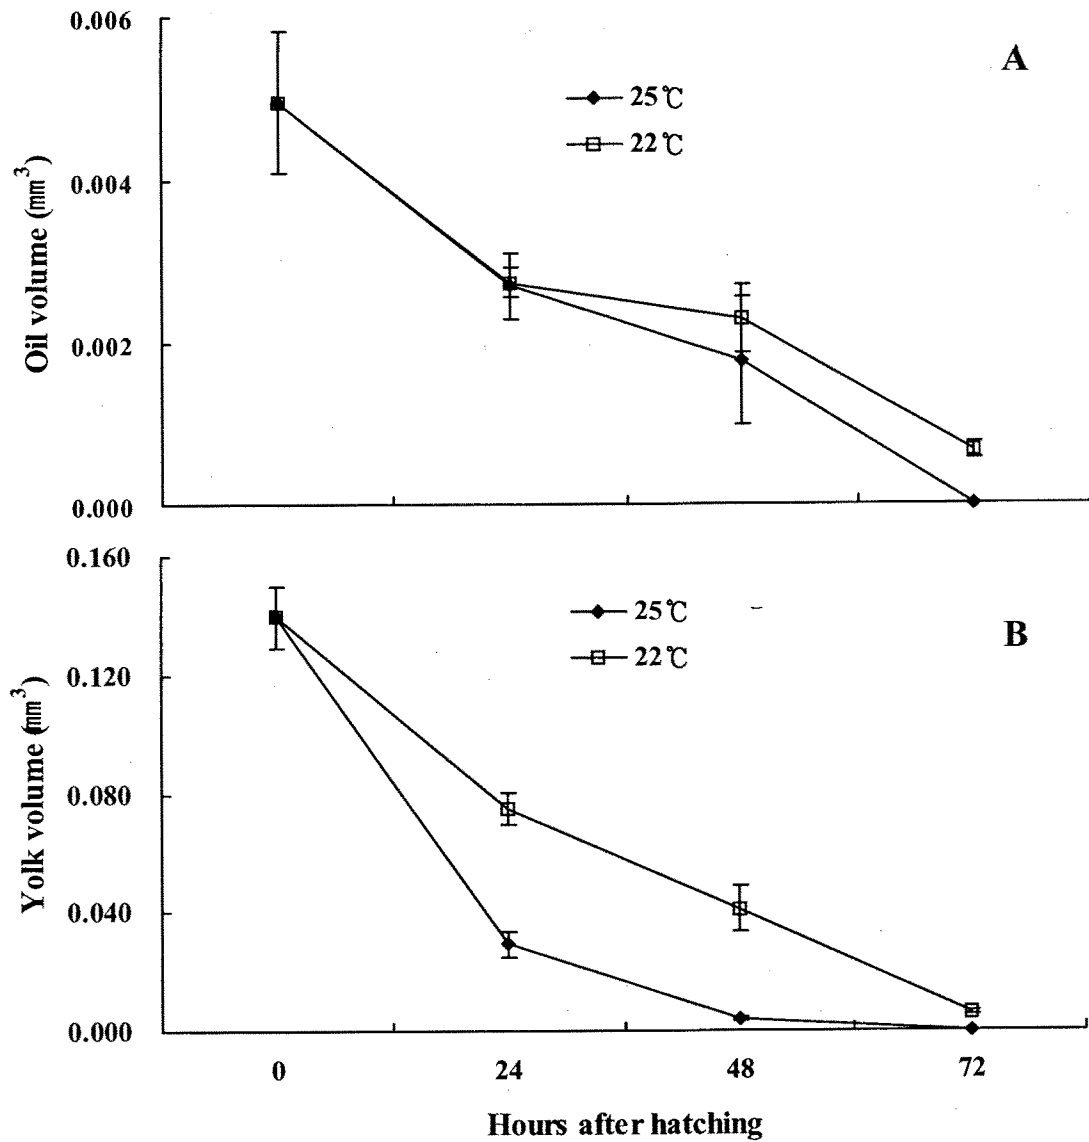 0.006
A
25℃
22℃
0.004
0.002
0.000
Oil volume (mm³)
0.160
25℃
22℃
B
0.120
0.080
0.040
0.000
Yolk volume (mm³)
0 24 48 72
Hours after hatching